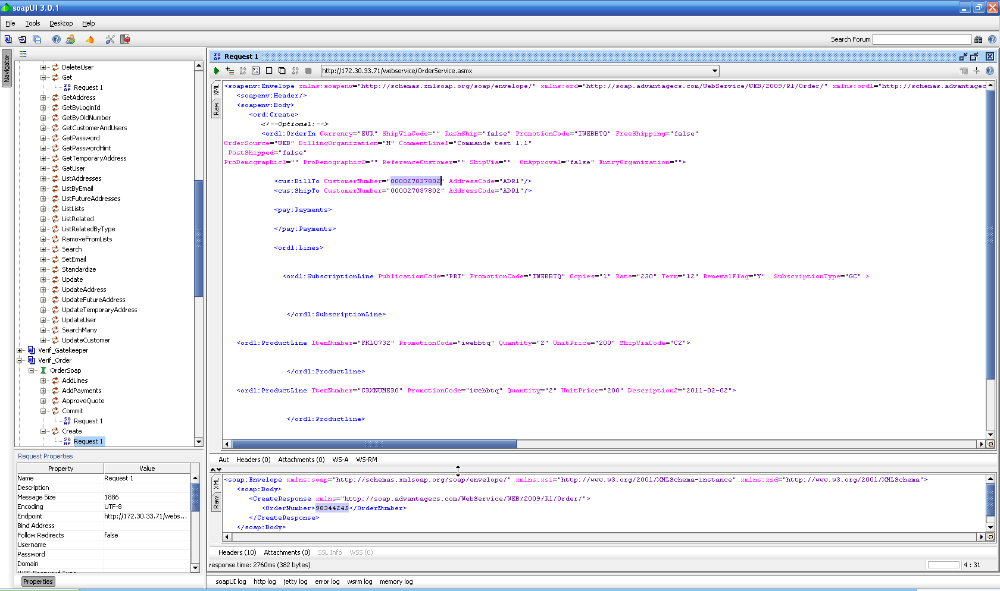 soapUI 3.0.1
File Tools Desktop Help
Search Forum
Navigator
DeleteUser
Get
Request 1
GetAddress
GetByLoginId
GetByOldNumber
GetCustomerAndUsers
GetPassword
GetPasswordHint
GetTemporaryAddress
GetUser
ListAddresses
ListByEmail
ListFutureAddresses
ListLists
ListRelated
ListRelatedByType
RemoveFromLists
Search
SetEmail
Standardize
Update
UpdateAddress
UpdateFutureAddress
UpdateTemporaryAddress
UpdateUser
SearchMany
UpdateCustomer
Verif_Gatekeeper
Verif_Order
OrderSoap
AddLines
AddPayments
ApproveQuote
Commit
Request 1
Create
Request 1
Request Properties
Property Value
Name Request 1
Description
Message Size 1886
Encoding UTF-8
Endpoint http://172.30.33.71/webs...
Bind Address
Follow Redirects false
Username
Password
Domain
WSS-Password Type
Properties
Request 1
http://172.30.33.71/webservice/OrderService.asmx
XML
Raw
<soapenv:Envelope xmlns:soapenv="http://schemas.xmlsoap.org/soap/envelope/" xmlns:ord="http://soap.advantagecs.com/WebService/WEB/2009/R1/Order/" xmlns:ord1="http://schemas.advantagec
<soapenv:Header/>
<soapenv:Body>
<ord:Create>
<!--Optional:-->
<ord1:OrderIn Currency="EUR" ShipViaCode="" RushShip="false" PromotionCode="IWEBBTQ" FreeShipping="false"
OrderSource="WEB" BillingOrganization="M" CommentLine1="Commande test 1.1"
PostShipped="false"
ProDemographic1="" ProDemographic2="" ReferenceCustomer="" ShipVia="" OnApproval="false" EntryOrganization="">
<cus:BillTo CustomerNumber="000027037802" AddressCode="ADR1"/>
<cus:ShipTo CustomerNumber="000027037802" AddressCode="ADR1"/>
<pay:Payments>
</pay:Payments>
<ord1:Lines>
<ord1:SubscriptionLine PublicationCode="PRI" PromotionCode="IWEBBTQ" Copies="1" Rate="230" Term="12" RenewalFlag="Y" SubscriptionType="GC" >
</ord1:SubscriptionLine>
<ord1:ProductLine ItemNumber="FKL0732" PromotionCode="iwebbtq" Quantity="2" UnitPrice="200" ShipViaCode="C2">
</ord1:ProductLine>
<ord1:ProductLine ItemNumber="CRXNUMERO" PromotionCode="iwebbtq" Quantity="2" UnitPrice="200" Description2="2011-02-02">
</ord1:ProductLine>
Aut Headers (0) Attachments (0) WS-A WS-RM
XML
Raw
<soap:Envelope xmlns:soap="http://schemas.xmlsoap.org/soap/envelope/" xmlns:xsi="http://www.w3.org/2001/XMLSchema-instance" xmlns:xsd="http://www.w3.org/2001/XMLSchema">
<soap:Body>
<CreateResponse xmlns="http://soap.advantagecs.com/WebService/WEB/2009/R1/Order/">
<OrderNumber>98344245</OrderNumber>
</CreateResponse>
</soap:Body>
Headers (10) Attachments (0) SSL Info WSS (0)
response time: 2760ms (382 bytes)
4 : 31
soapUI log http log jetty log error log wsrm log memory log